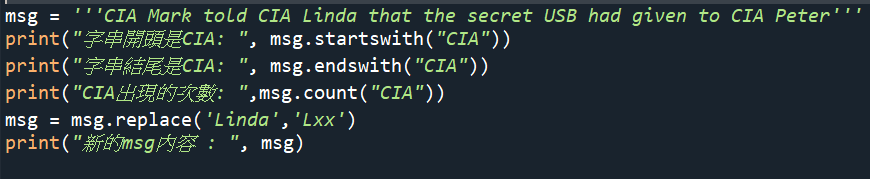 msg = '''CIA Mark told CIA Linda that the secret USB had given to CIA Peter'''
print("字串開頭是CIA: ", msg.startswith("CIA"))
print("字串結尾是CIA: ", msg.endswith("CIA"))
print("CIA出現的次數: ",msg.count("CIA"))
msg = msg.replace('Linda','Lxx')
print("新的msg內容 : ", msg)